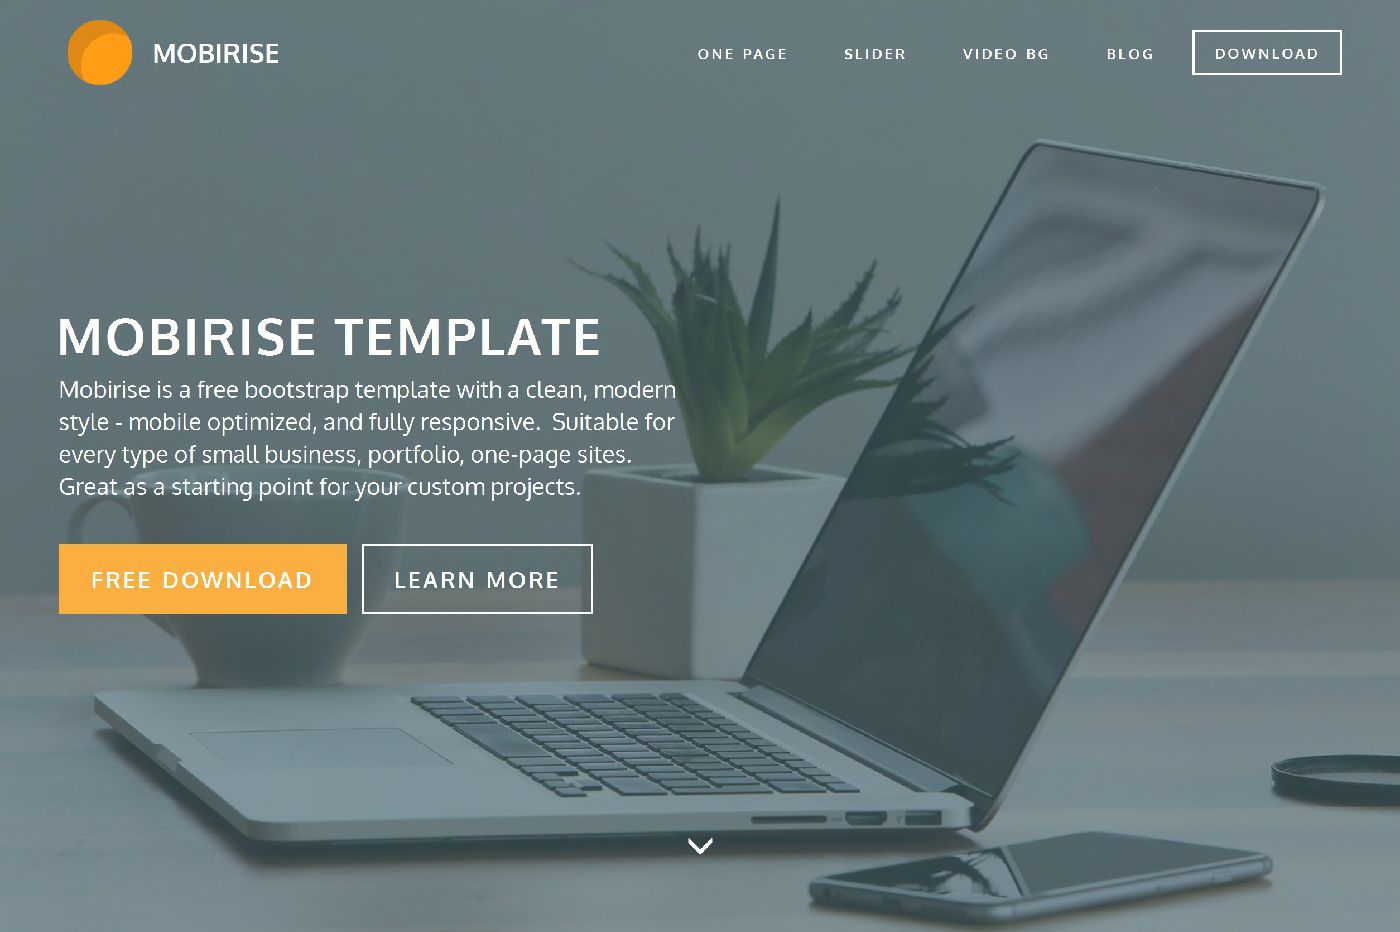 MOBIRISE
ONE PAGE
SLIDER
VIDEO BG
BLOG
DOWNLOAD
MOBIRISE TEMPLATE
Mobirise is a free bootstrap template with a clean, modern
style - mobile optimized, and fully responsive.  Suitable for
every type of small business, portfolio, one-page sites.
Great as a starting point for your custom projects.
FREE DOWNLOAD
LEARN MORE